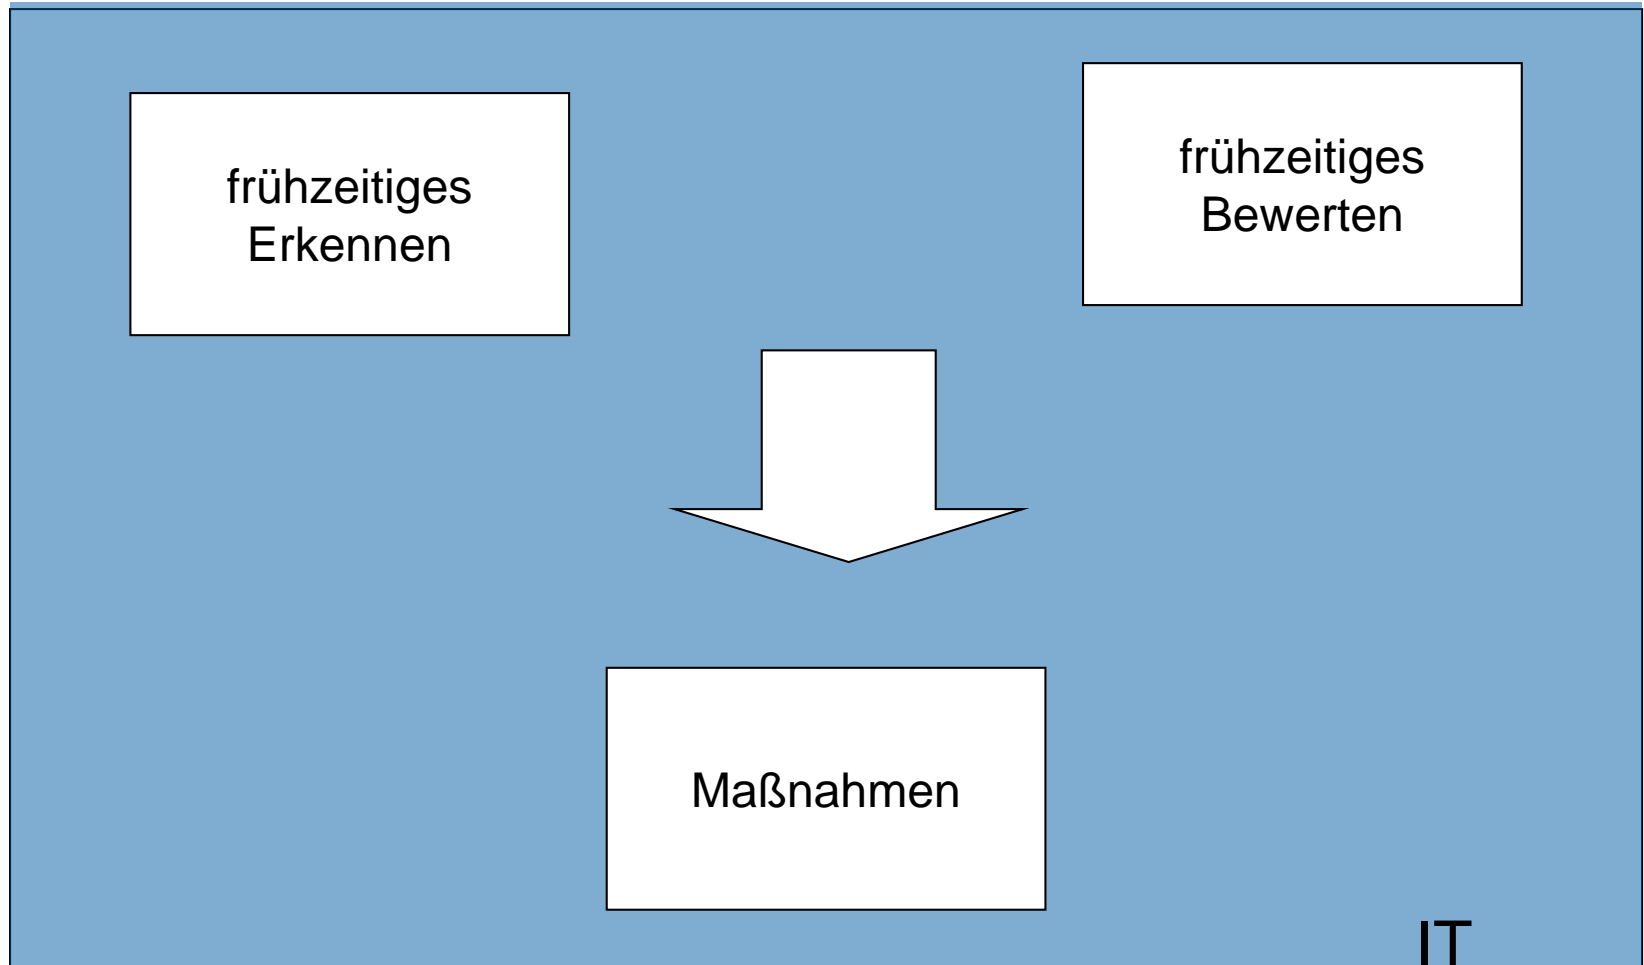 frühzeitiges
Erkennen
frühzeitiges
Bewerten
Maßnahmen
IT